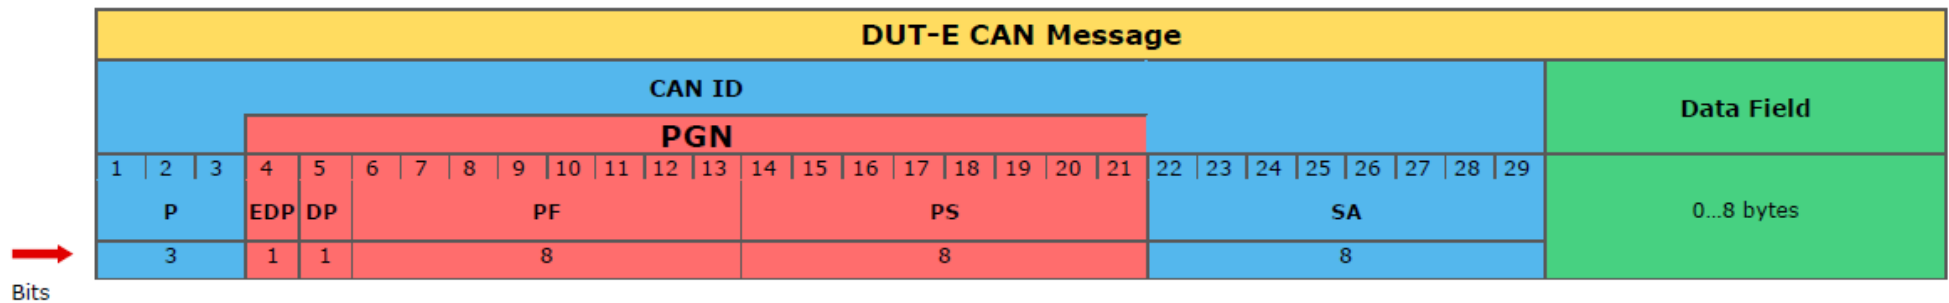 DUT-E CAN Message
CAN ID
Data Field
PGN
1 2 3 4 5 6 7 8 9 10 11 12 13 14 15 16 17 18 19 20 21 22 23 24 25 26 27 28 29
P EDP DP PF PS SA 0...8 bytes
3 1 1 8 8 8
Bits